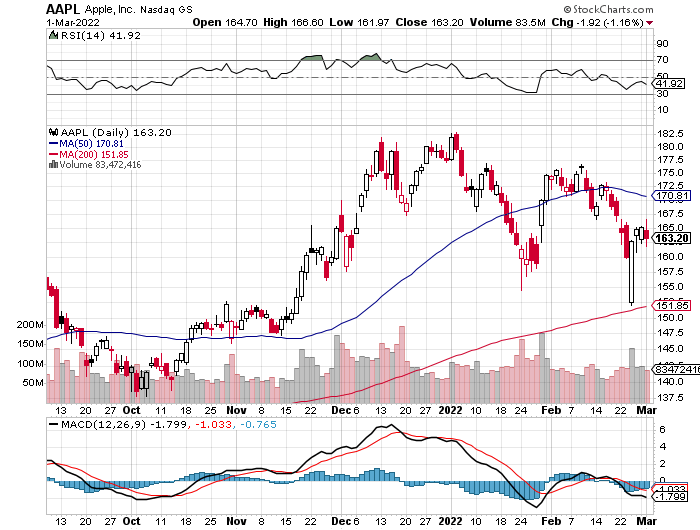 AAPL Apple, Inc. Nasdaq GS © StockCharts.com
1-Mar-2022 Open 164.70 High 166.60 Low 161.97 Close 163.20 Volume 83.5M Chg -1.92 (-1.16%)
RSI(14) 41.92
90
70
50
41.92
30
10
AAPL (Daily) 163.20
MA(50) 170.81
MA(200) 151.85
Volume 83,472,416
182.5
180.0
177.5
175.0
172.5
170.81
167.5
165.0
163.20
160.0
157.5
155.0
152.5
151.85
147.5
145.0
83472416
140.0
137.5
200M
150M
100M
50M
13 20 27 Oct 11 18 25 Nov 8 15 22 Dec 13 20 27 2022 10 18 24 Feb 7 14 22 Mar
MACD(12,26,9) -1.799, -1.033, -0.765
6
4
2
0
-1.033
-1.799
13 20 27 Oct 11 18 25 Nov 8 15 22 Dec 13 20 27 2022 10 18 24 Feb 7 14 22 Mar